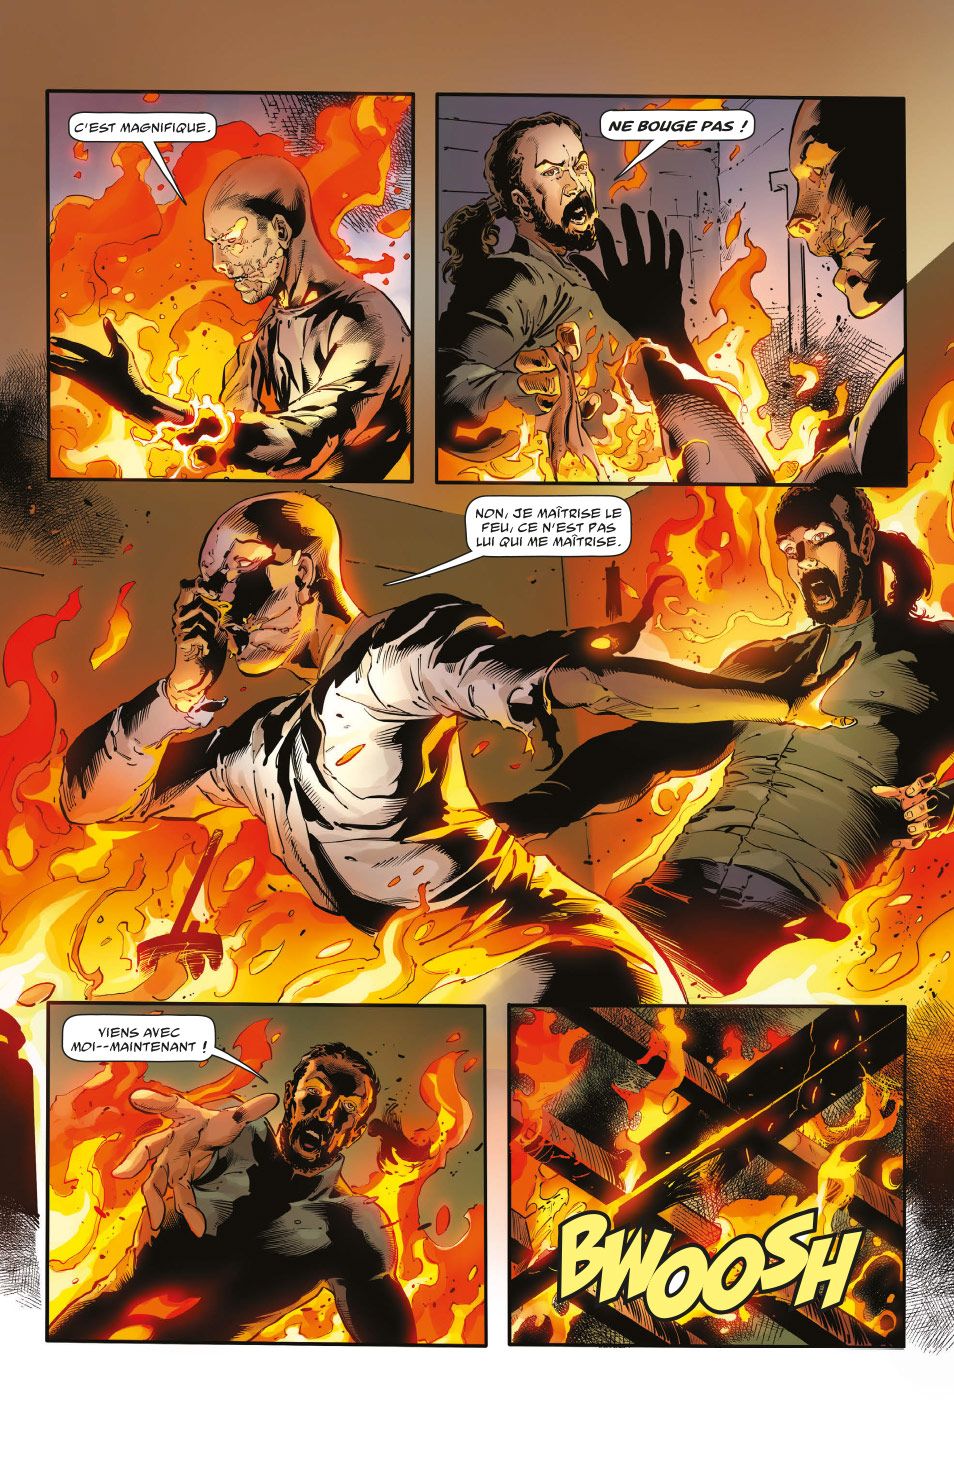 C'EST MAGNIFIQUE.
NE BOUGE PAS !
NON, JE MAÎTRISE LE
FEU; CE N'EST PAS
LUI QUI ME MAÎTRISE.
VIENS AVEC
MOI--MAINTENANT !
BWOOSH